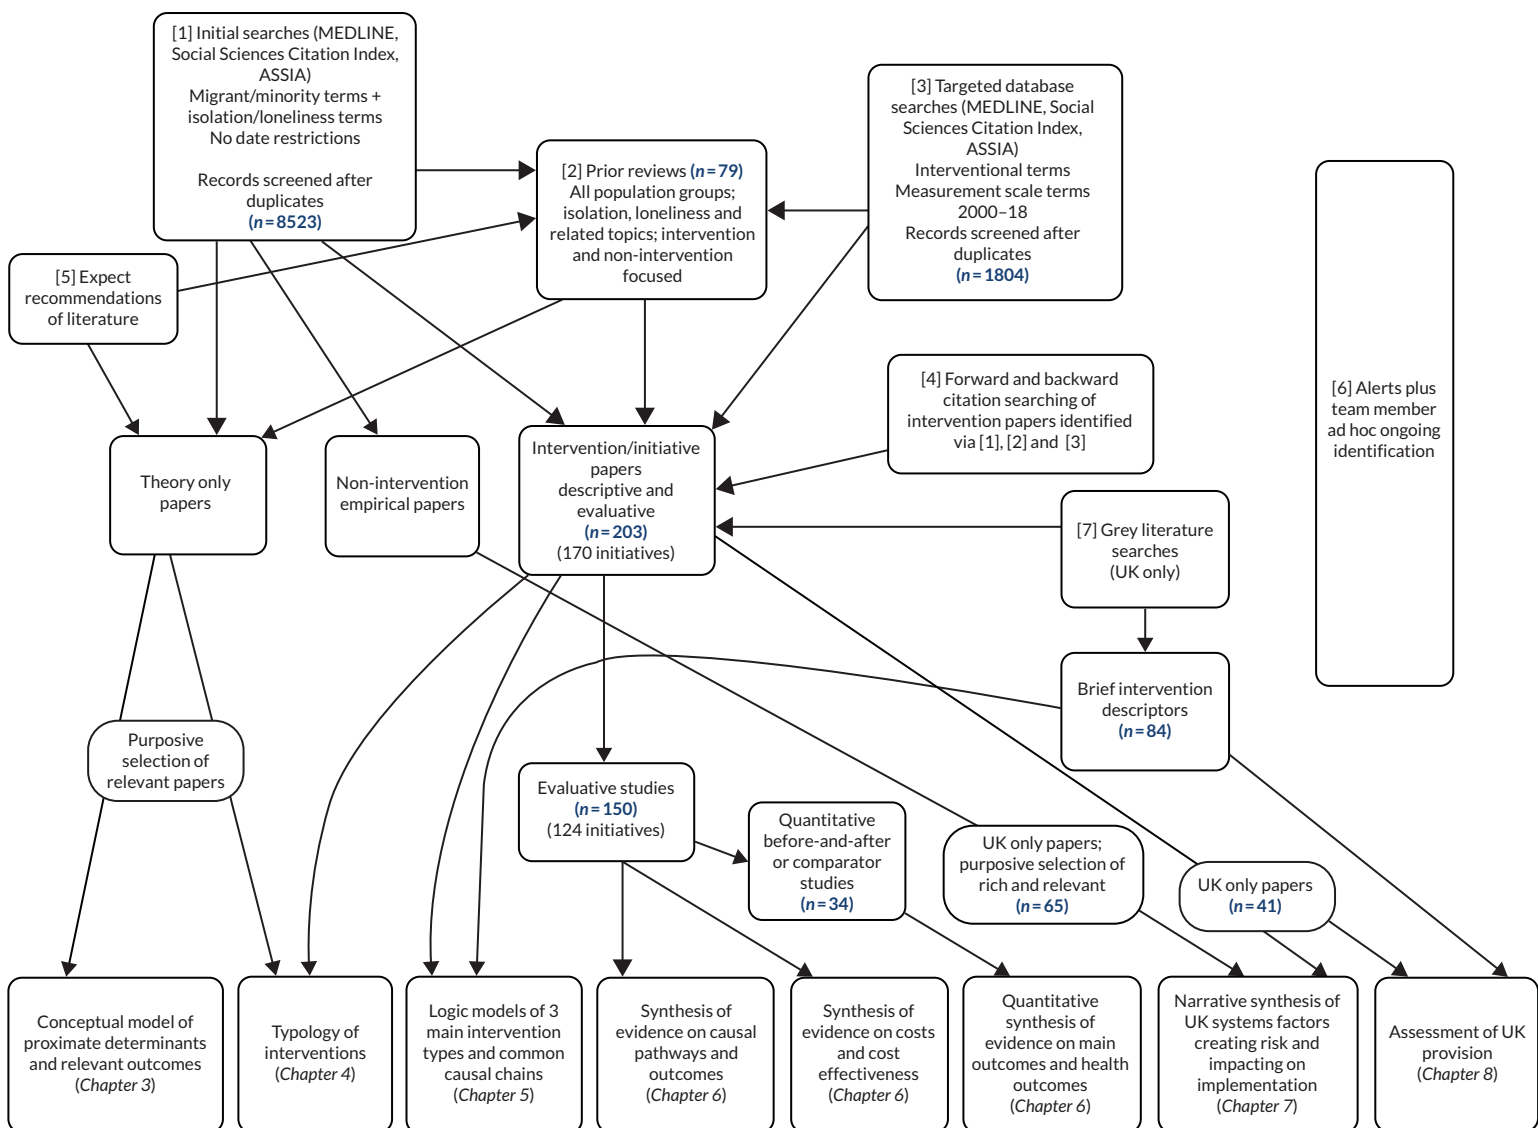 [1] Initial searches (MEDLINE,
Social Sciences Citation Index,
ASSIA)
Migrant/minority terms +
isolation/loneliness terms
No date restrictions
Records screened after
duplicates
(n=8523)
[2] Prior reviews (n=79)
All population groups;
isolation, loneliness and
related topics; intervention
and non-intervention
focused
[3] Targeted database
searches (MEDLINE, Social
Sciences Citation Index,
ASSIA)
Interventional terms
Measurement scale terms
2000–18
Records screened after
duplicates
(n=1804)
[5] Expect
recommendations
of literature
[4] Forward and backward
citation searching of
intervention papers identified
via [1], [2] and [3]
[6] Alerts plus
team member
ad hoc ongoing
identification
Theory only
papers
Non-intervention
empirical papers
Intervention/initiative
papers
descriptive and
evaluative
(n=203)
(170 initiatives)
[7] Grey literature
searches
(UK only)
Brief intervention
descriptors
(n=84)
Purposive
selection of
relevant papers
Evaluative studies
(n=150)
(124 initiatives)
Quantitative
before-and-after
or comparator
studies
(n=34)
UK only papers;
purposive selection of
rich and relevant
(n=65)
UK only papers
(n=41)
Conceptual model of
proximate determinants
and relevant outcomes
(Chapter 3)
Typology of
interventions
(Chapter 4)
Logic models of 3
main intervention
types and common
causal chains
(Chapter 5)
Synthesis of
evidence on causal
pathways and
outcomes
(Chapter 6)
Synthesis of
evidence on costs
and cost
effectiveness
(Chapter 6)
Quantitative
synthesis of
evidence on main
outcomes and health
outcomes
(Chapter 6)
Narrative synthesis of
UK systems factors
creating risk and
impacting on
implementation
(Chapter 7)
Assessment of UK
provision
(Chapter 8)